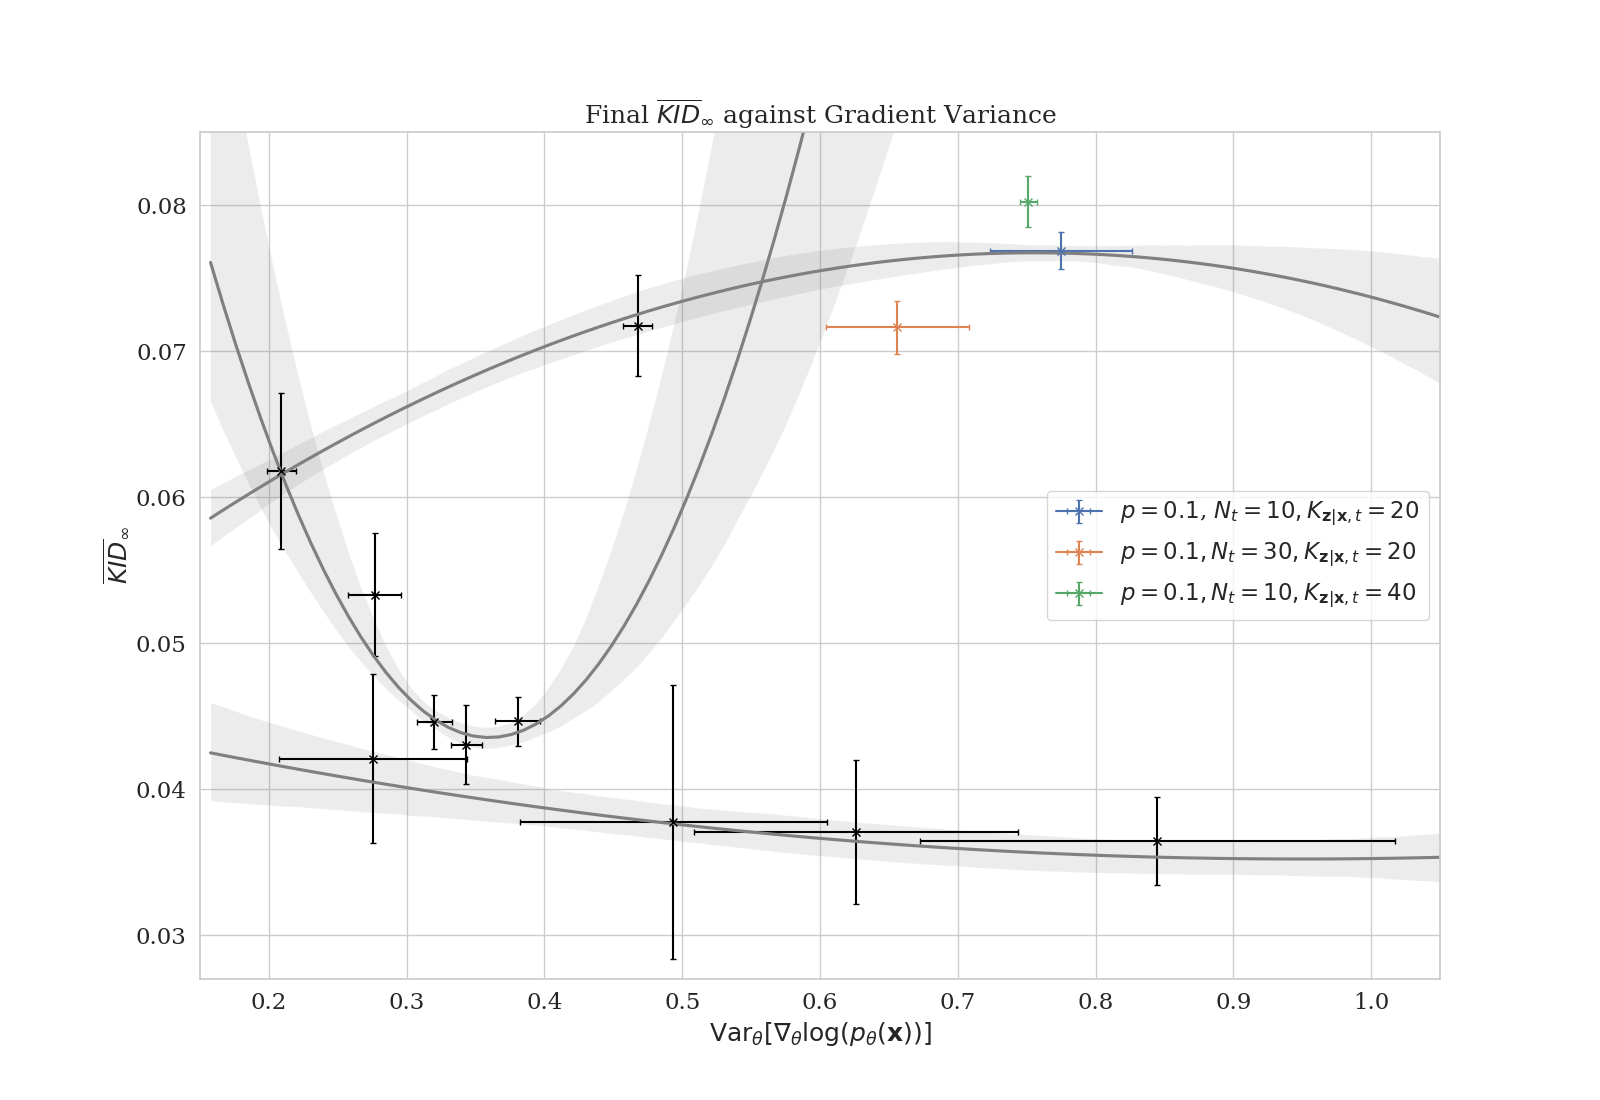 Final $\overline{KID}_\infty$ against Gradient Variance
$\overline{KID}_\infty$
0.08
0.07
0.06
0.05
0.04
0.03
$p = 0.1, N_t = 10, K_{\mathbf{z}|\mathbf{x},t} = 20$
$p = 0.1, N_t = 30, K_{\mathbf{z}|\mathbf{x},t} = 20$
$p = 0.1, N_t = 10, K_{\mathbf{z}|\mathbf{x},t} = 40$
0.2 0.3 0.4 0.5 0.6 0.7 0.8 0.9 1.0
$\mathrm{Var}_\theta[\nabla_\theta \log(p_\theta(\mathbf{x}))]$